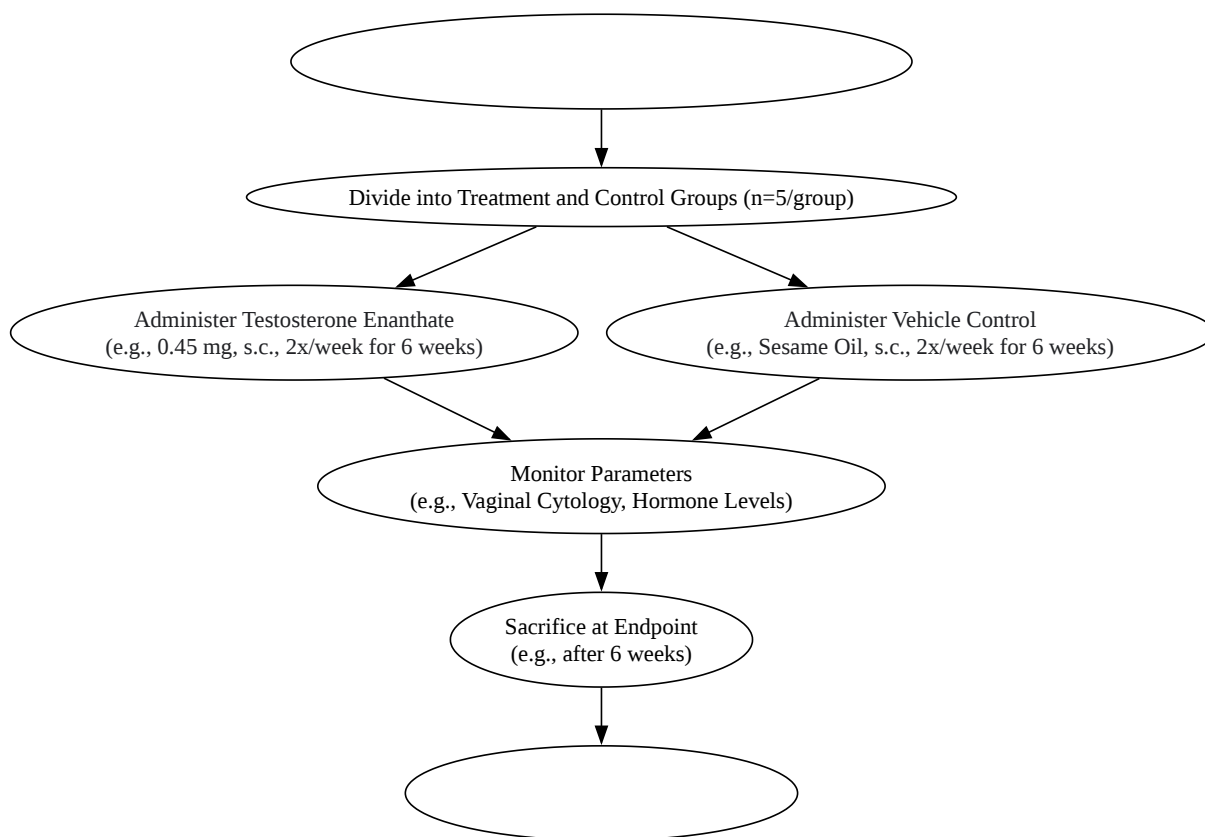 Divide into Treatment and Control Groups (n=5/group)
Administer Testosterone Enanthate
(e.g., 0.45 mg, s.c., 2x/week for 6 weeks)
Administer Vehicle Control
(e.g., Sesame Oil, s.c., 2x/week for 6 weeks)
Monitor Parameters
(e.g., Vaginal Cytology, Hormone Levels)
Sacrifice at Endpoint
(e.g., after 6 weeks)